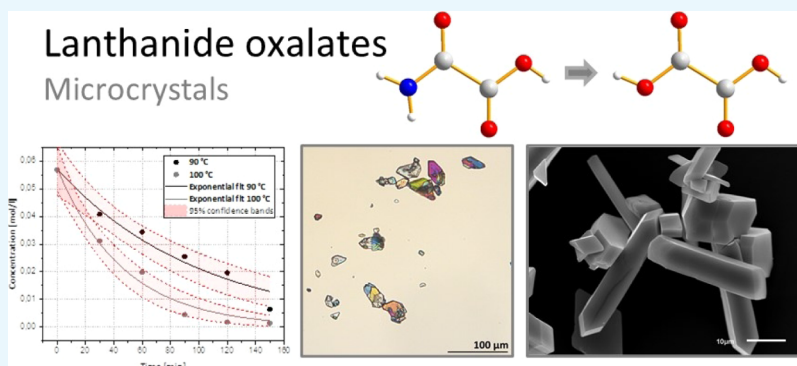 Lanthanide oxalates
Microcrystals
0.06
0.05
0.04
0.03
0.02
0.01
0.00
Concentration [mol/l]
90 °C
100 °C
Exponential fit 90 °C
Exponential fit 100 °C
95% confidence bands
0 20 40 60 80 100 120 140 160
Time [min]
100 µm
10µm